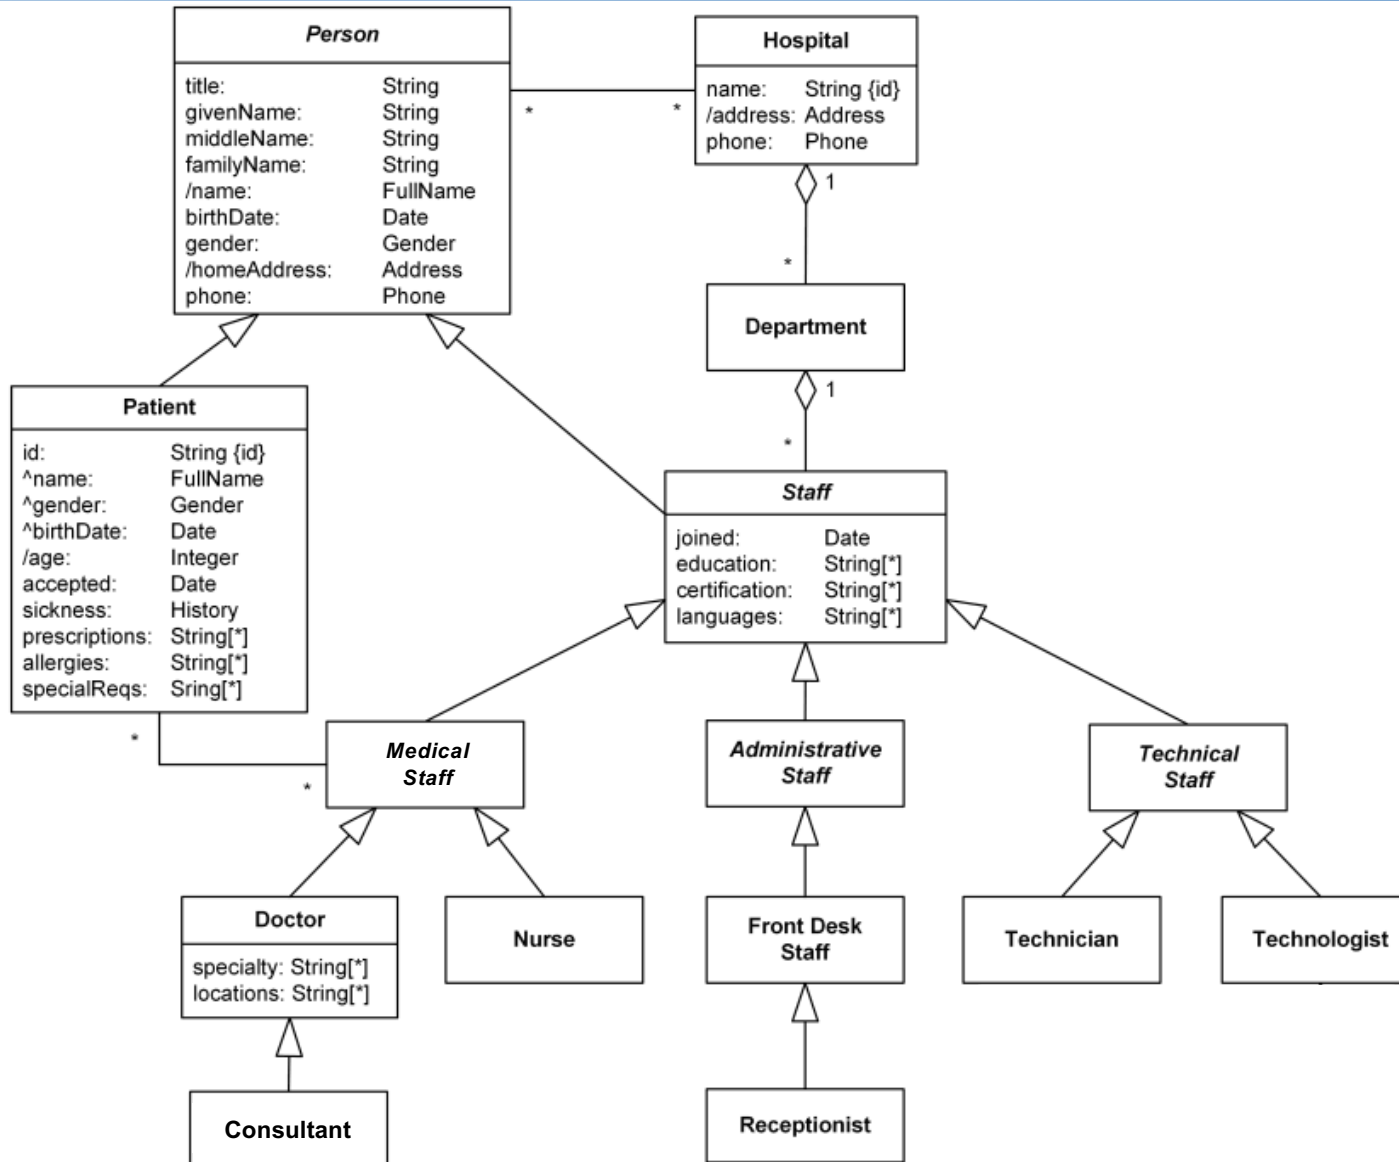 Person
title: String
givenName: String
middleName: String
familyName: String
/name: FullName
birthDate: Date
gender: Gender
/homeAddress: Address
phone: Phone
*
*
Hospital
name: String {id}
/address: Address
phone: Phone
1
*
Department
1
*
Patient
id: String {id}
^name: FullName
^gender: Gender
^birthDate: Date
/age: Integer
accepted: Date
sickness: History
prescriptions: String[*]
allergies: String[*]
specialReqs: Sring[*]
*
*
Staff
joined: Date
education: String[*]
certification: String[*]
languages: String[*]
Medical
Staff
Administrative
Staff
Technical
Staff
Doctor
specialty: String[*]
locations: String[*]
Nurse
Front Desk
Staff
Technician
Technologist
Consultant
Receptionist